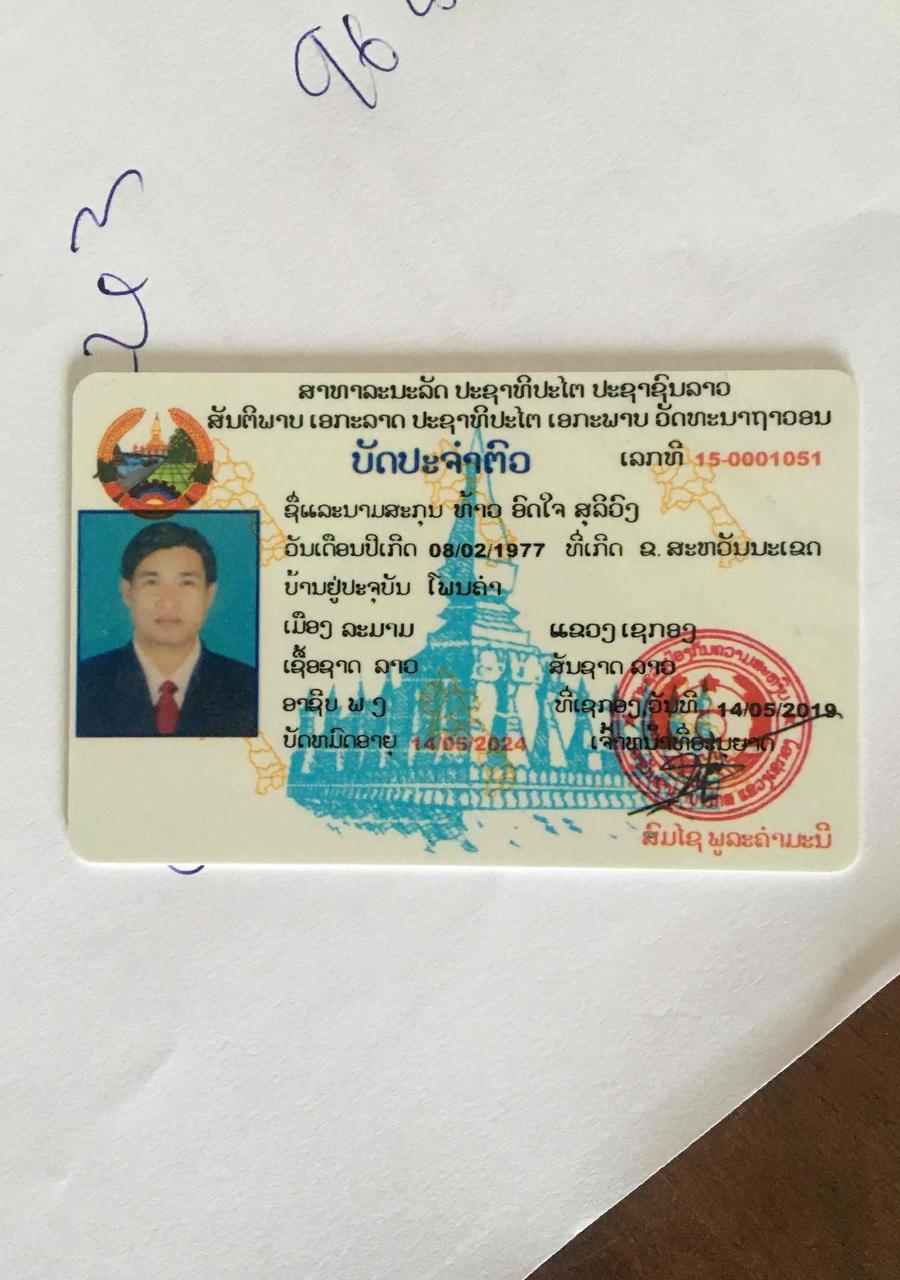 ສາທາລະນະລັດ ປະຊາທິປະໄຕ ປະຊາຊົນລາວ
ສັນຕິພາບ ເອກະລາດ ປະຊາທິປະໄຕ ເອກະພາບ ວັດທະນາຖາວອນ
ບັດປະຈຳຕົວ ເລກທີ 15-0001051
ຊື່ແລະນາມສະກຸນ ທ້າວ ອິດໃຈ ສຸລິວົງ
ວັນເດືອນປີເກີດ 08/02/1977 ທີ່ເກີດ ຂ. ສະຫວັນນະເຂດ
ບ້ານຢູ່ປະຈຸບັນ ໂພນຄຳ
ເມືອງ ລະມາມ ແຂວງ ເຊກອງ
ເຊື້ອຊາດ ລາວ ສັນຊາດ ລາວ
ອາຊີບ ພ ງ ທີ່ເຊກອງ/ວັນທີ 14/05/2019
ບັດຫມົດອາຍຸ 14/05/2024 ເຈົ້າຫນ້າທີ່ອະນຸຍາດ
ສົມໄຊ ພູລະຄຳມະນີ